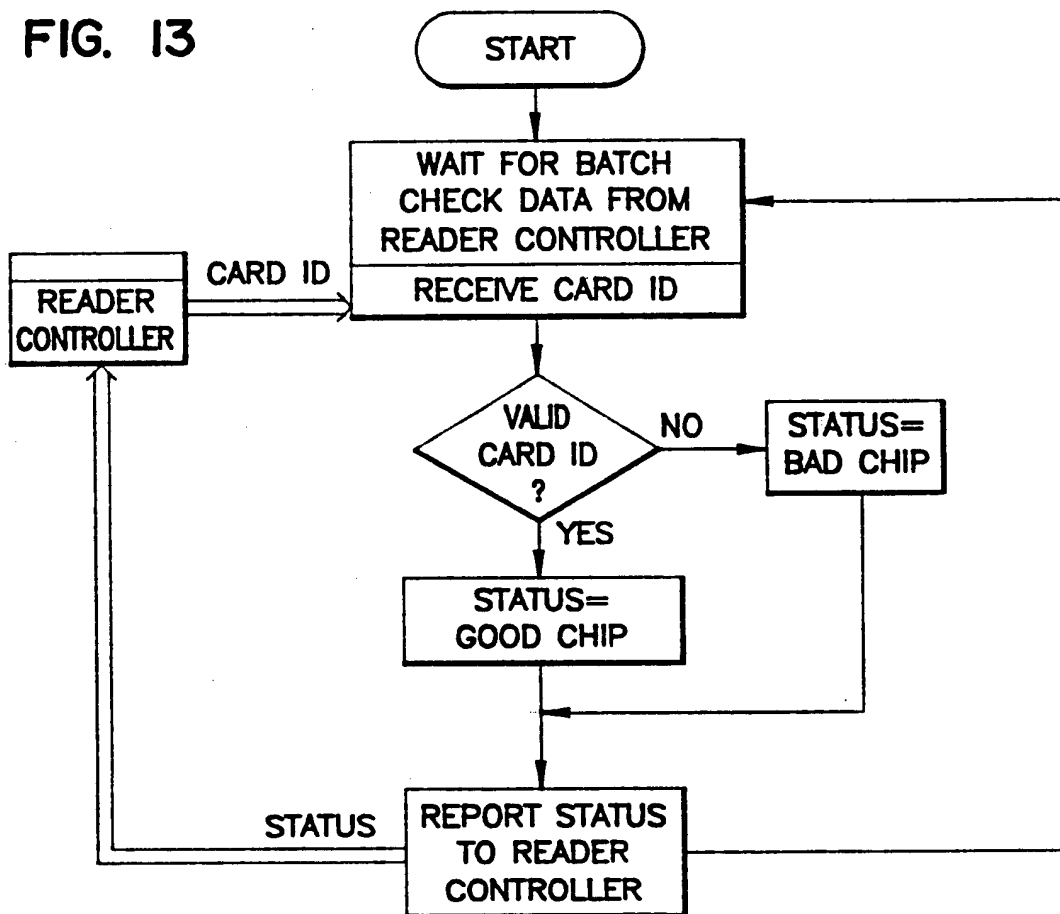 FIG. 13
START
WAIT FOR BATCH
CHECK DATA FROM
READER CONTROLLER
RECEIVE CARD ID
CARD ID
READER
CONTROLLER
VALID
CARD ID
?
NO
STATUS=
BAD CHIP
YES
STATUS=
GOOD CHIP
STATUS
REPORT STATUS
TO READER
CONTROLLER